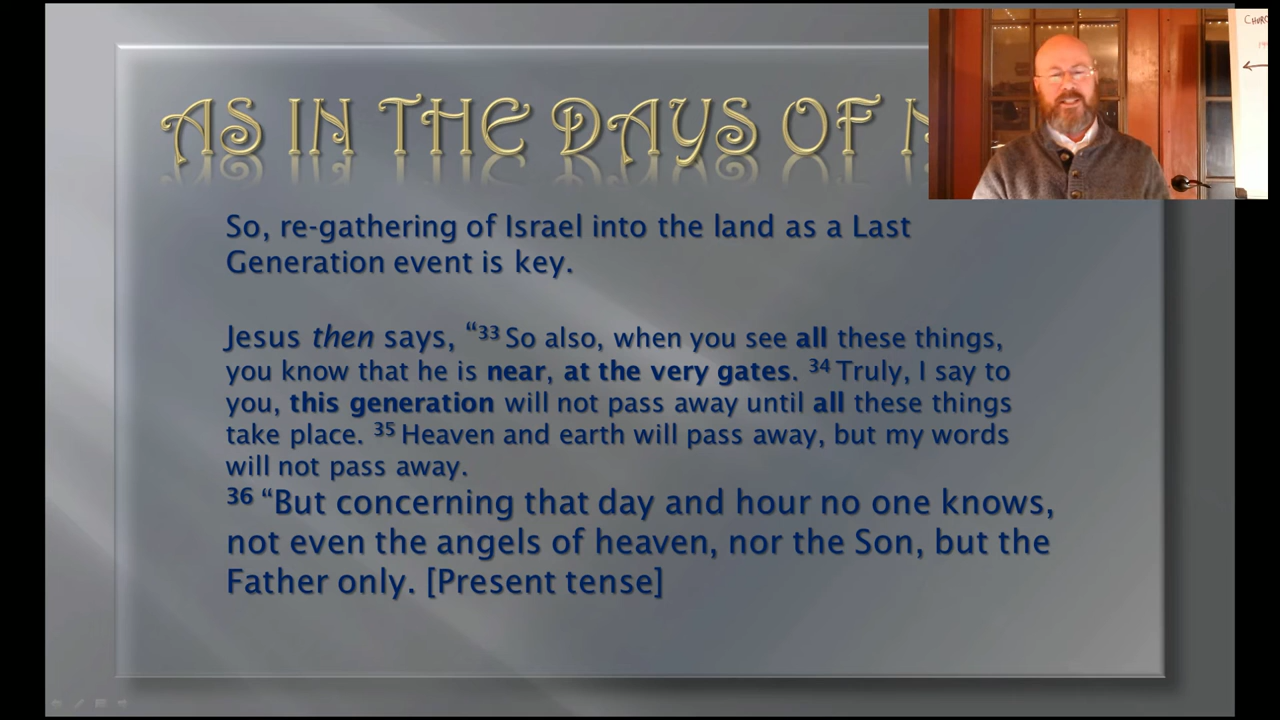 AS IN THE DAYS OF N
CHURC
So, re-gathering of Israel into the land as a Last
Generation event is key.
Jesus then says, “33 So also, when you see all these things,
you know that he is near, at the very gates. 34 Truly, I say to
you, this generation will not pass away until all these things
take place. 35 Heaven and earth will pass away, but my words
will not pass away.
36 “But concerning that day and hour no one knows,
not even the angels of heaven, nor the Son, but the
Father only. [Present tense]